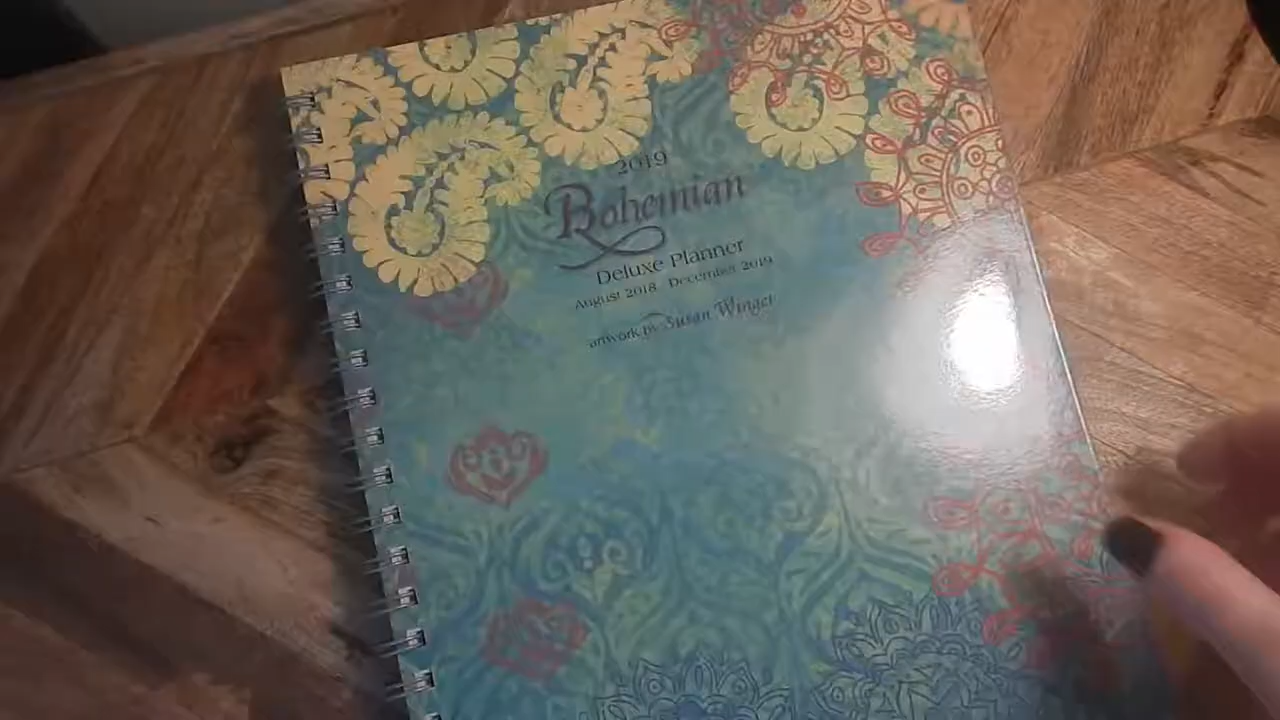 2019
Bohemian
Deluxe Planner
August 2018 December 2019
artwork by Susan Winget